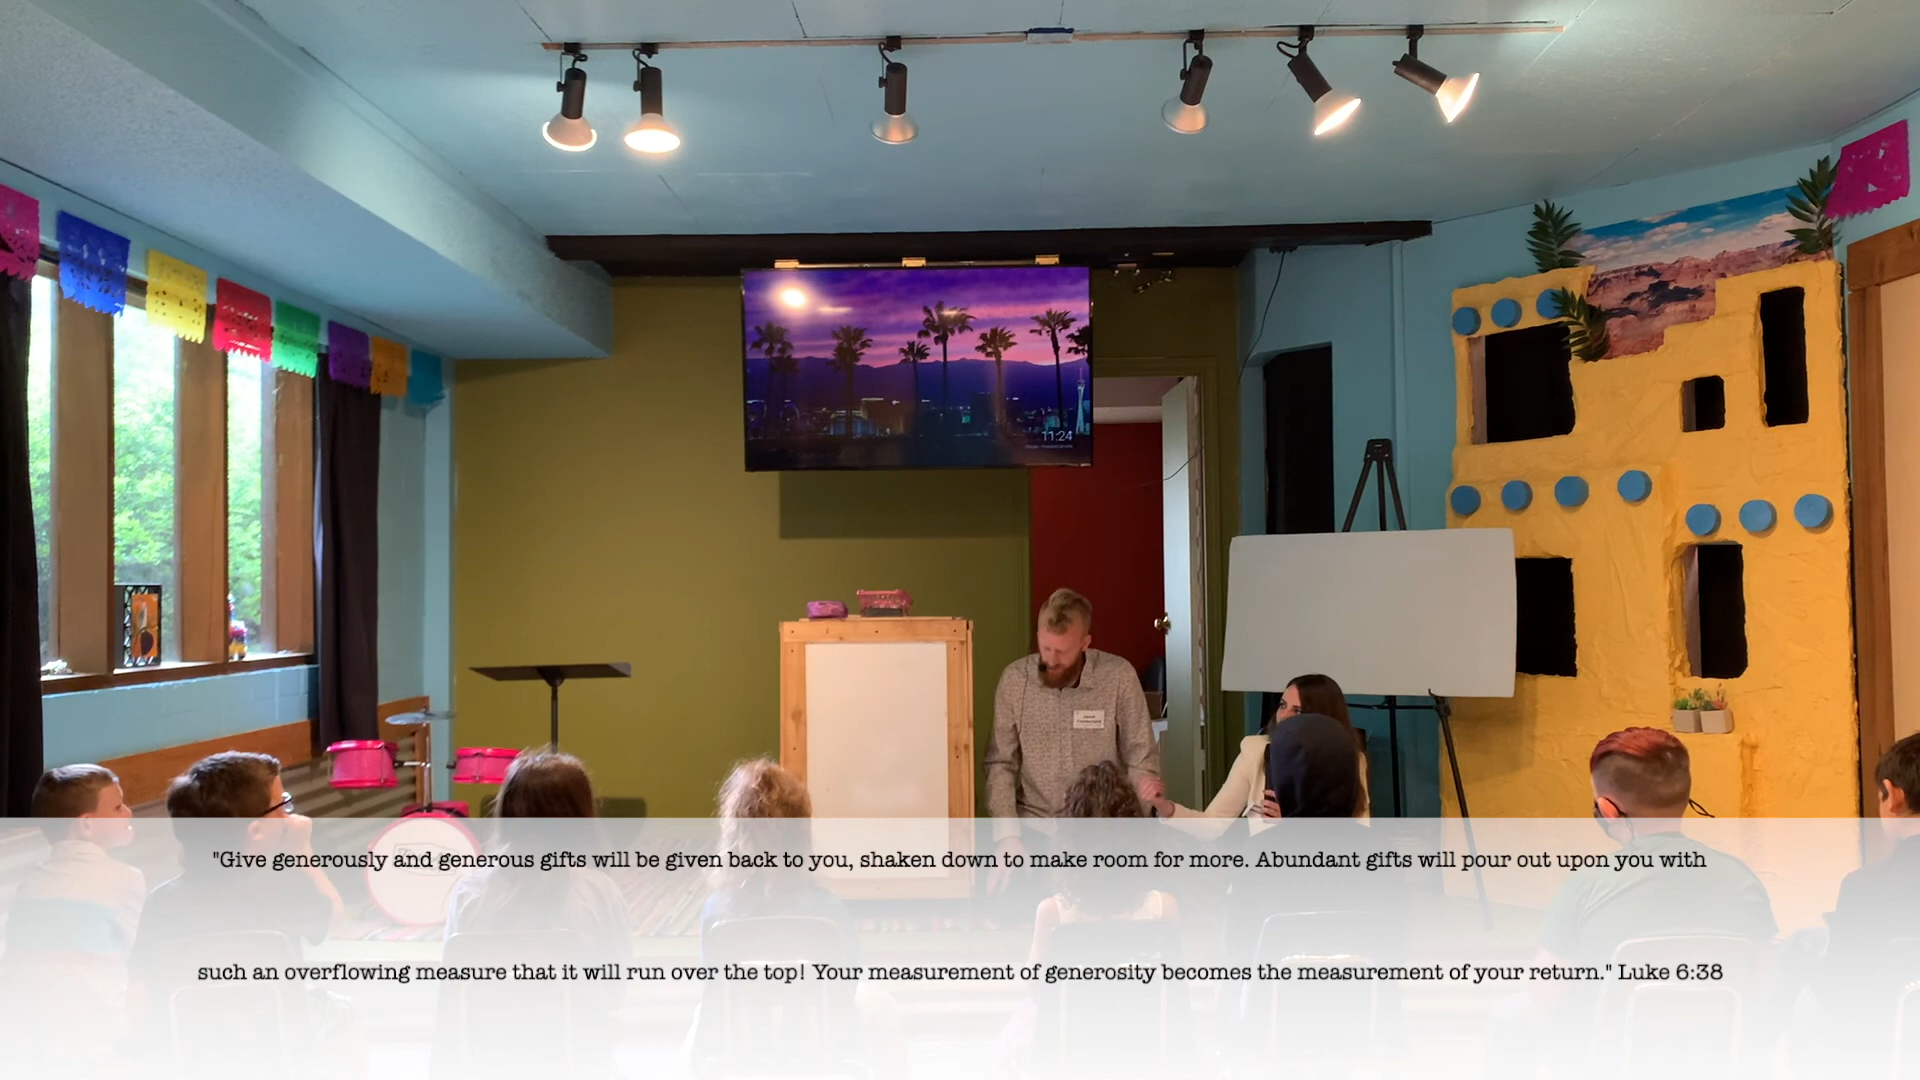 11:24
"Give generously and generous gifts will be given back to you, shaken down to make room for more. Abundant gifts will pour out upon you with
such an overflowing measure that it will run over the top! Your measurement of generosity becomes the measurement of your return." Luke 6:38